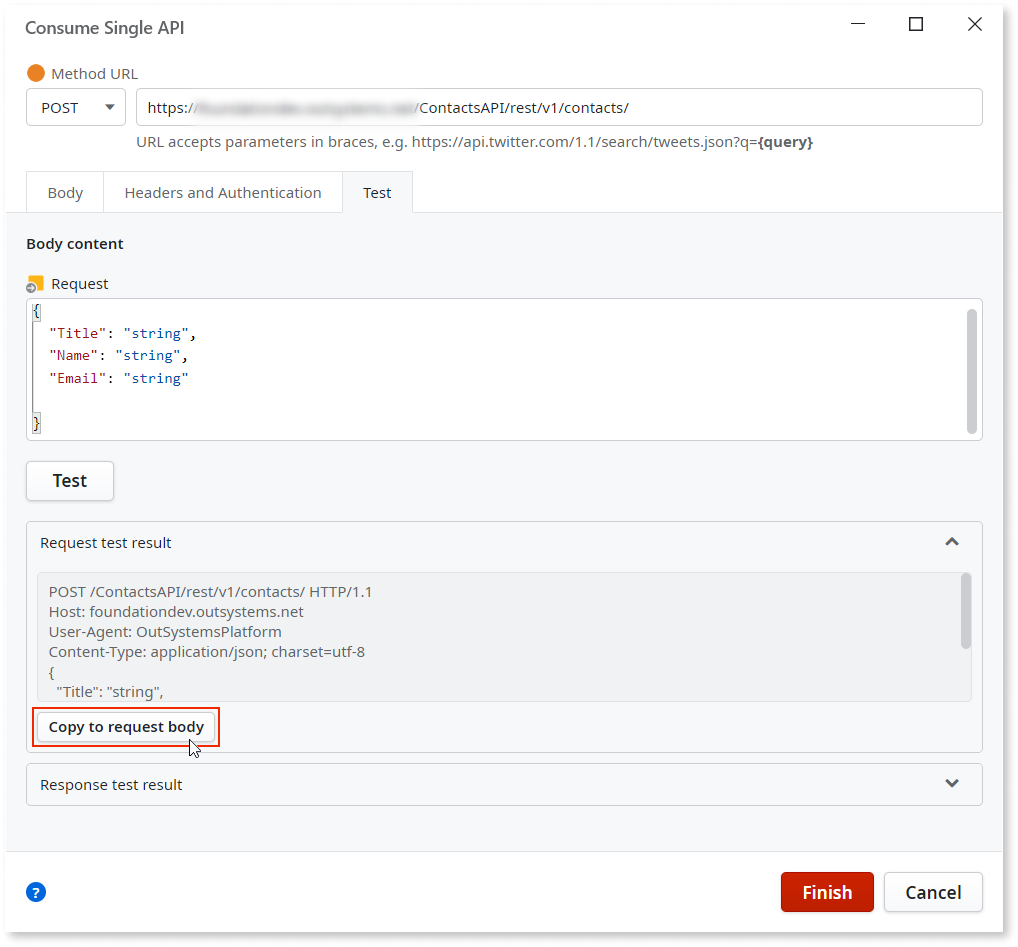 Consume Single API
Method URL
POST https:/ /ContactsAPI/rest/v1/contacts/
URL accepts parameters in braces, e.g. https://api.twitter.com/1.1/search/tweets.json?q={query}
Body Headers and Authentication Test
Body content
Request
{
"Title": "string",
"Name": "string",
"Email": "string"
}
Test
Request test result
POST /ContactsAPI/rest/v1/contacts/ HTTP/1.1
Host: foundationdev.outsystems.net
User-Agent: OutSystemsPlatform
Content-Type: application/json; charset=utf-8
{
"Title": "string",
Copy to request body
Response test result
? Finish Cancel